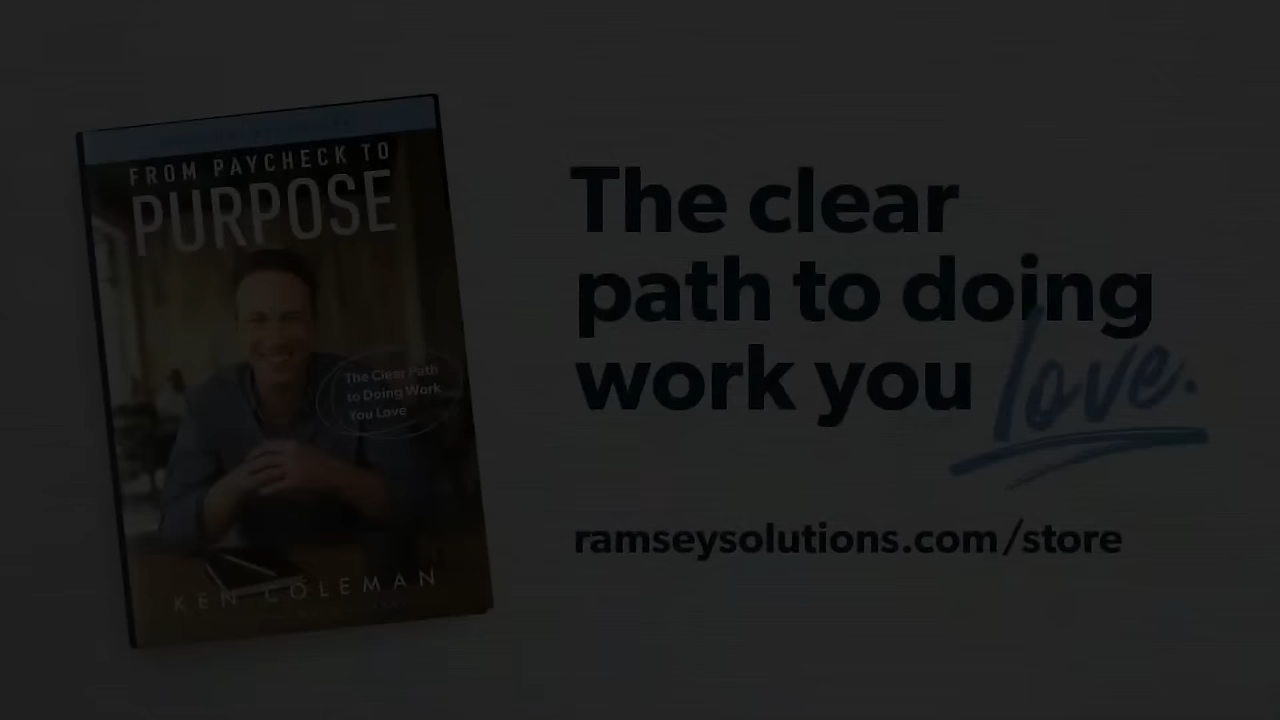 FROM PAYCHECK TO
PURPOSE
The Clear Path
to Doing Work
You Love
KEN COLEMAN
The clear
path to doing
work you love.
ramseysolutions.com/store